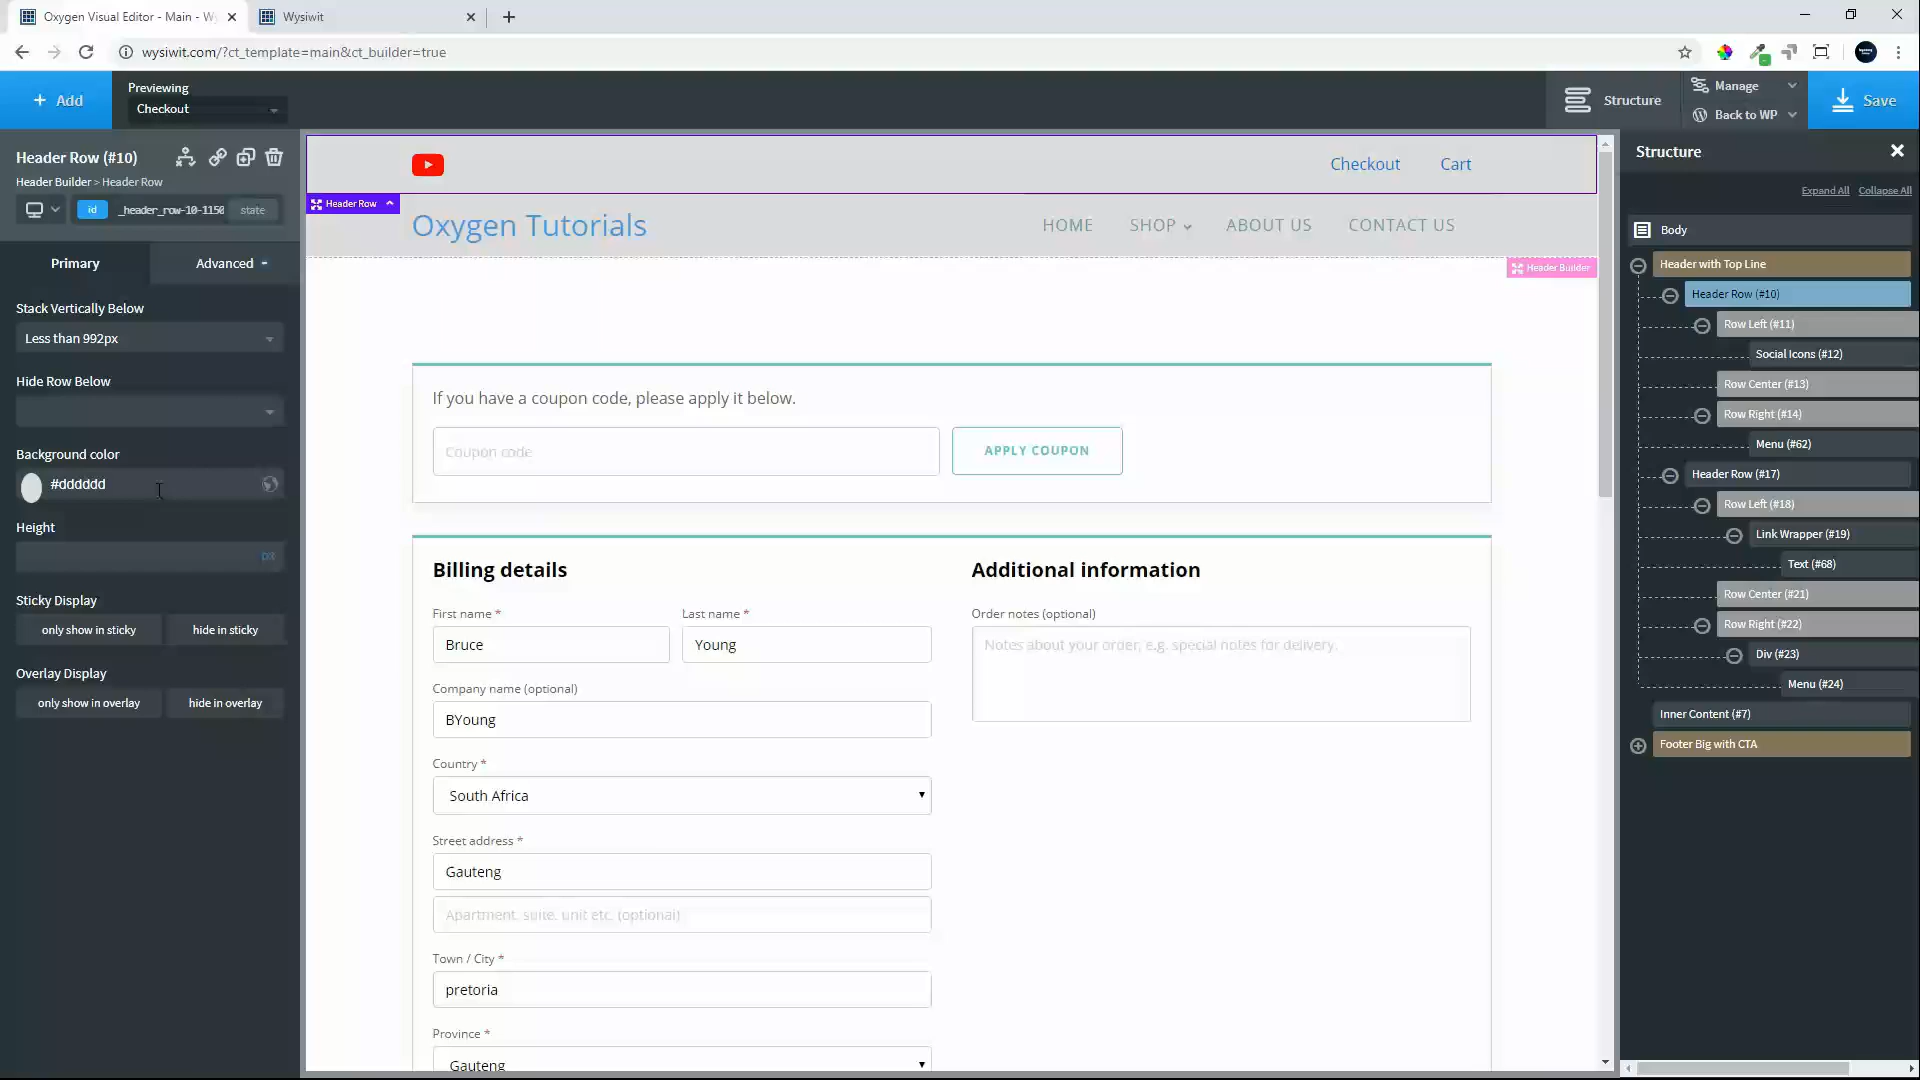 Oxygen Visual Editor - Main - Wy
Wysiwit
wysiwit.com/?ct_template=main&ct_builder=true
+ Add
Previewing
Checkout
Structure
Manage
Back to WP
Save
Header Row (#10)
Header Builder > Header Row
id
_header_row-10-1150
state
Primary
Advanced
Stack Vertically Below
Less than 992px
Hide Row Below
Background color
#dddddd
Height
px
Sticky Display
only show in sticky
hide in sticky
Overlay Display
only show in overlay
hide in overlay
Checkout
Cart
Header Row
Oxygen Tutorials
HOME
SHOP
ABOUT US
CONTACT US
Header Builder
If you have a coupon code, please apply it below.
Coupon code
APPLY COUPON
Billing details
Additional information
First name *
Last name *
Order notes (optional)
Bruce
Young
Notes about your order, e.g. special notes for delivery.
Company name (optional)
BYoung
Country *
South Africa
Street address *
Gauteng
Apartment, suite, unit etc. (optional)
Town / City *
pretoria
Province *
Gauteng
Structure
Expand All
Collapse All
Body
Header with Top Line
Header Row (#10)
Row Left (#11)
Social Icons (#12)
Row Center (#13)
Row Right (#14)
Menu (#62)
Header Row (#17)
Row Left (#18)
Link Wrapper (#19)
Text (#68)
Row Center (#21)
Row Right (#22)
Div (#23)
Menu (#24)
Inner Content (#7)
Footer Big with CTA